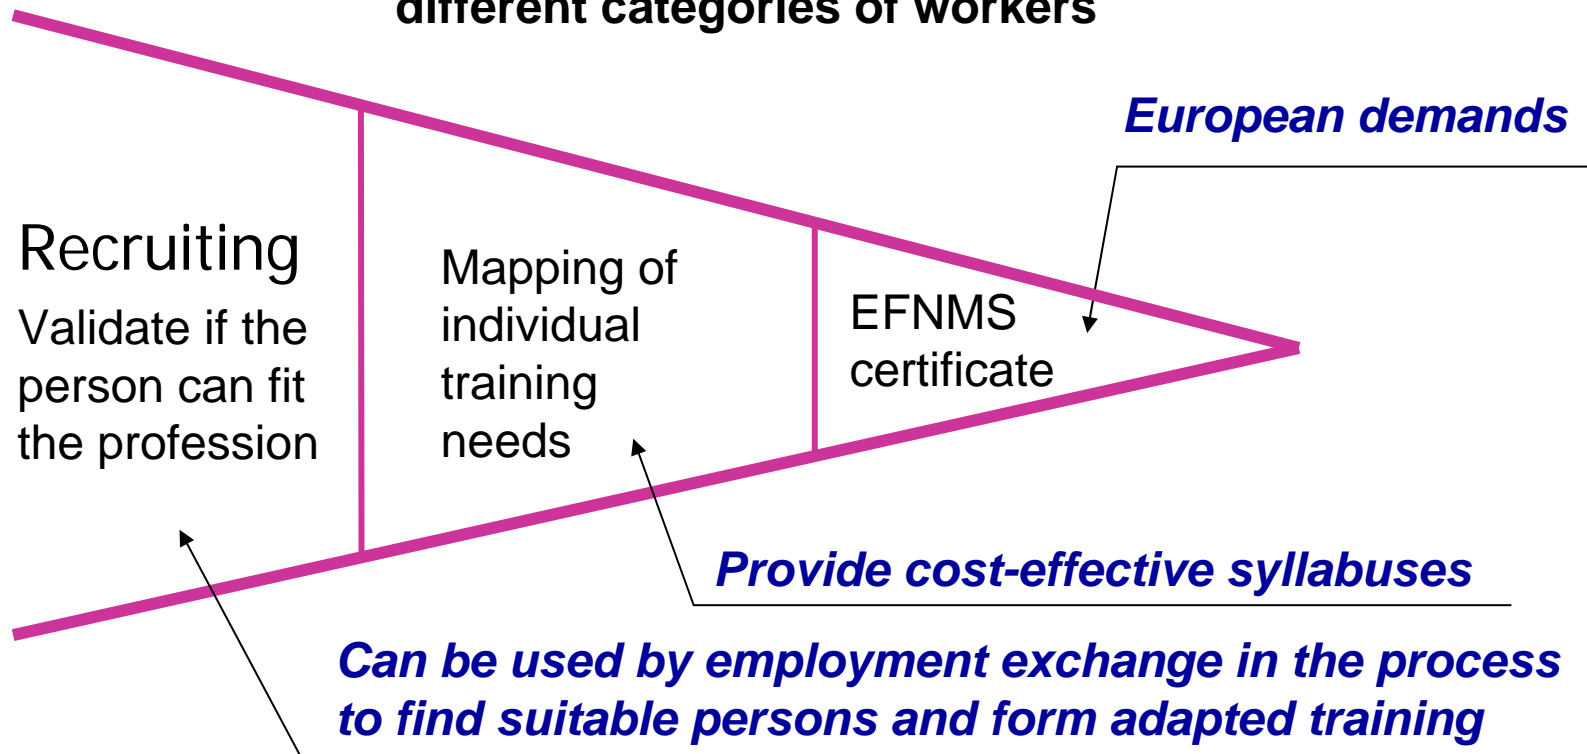 different categories of workers
European demands
Recruiting
Validate if the
person can fit
the profession
Mapping of
individual
training
needs
EFNMS
certificate
Provide cost-effective syllabuses
Can be used by employment exchange in the process
to find suitable persons and form adapted training